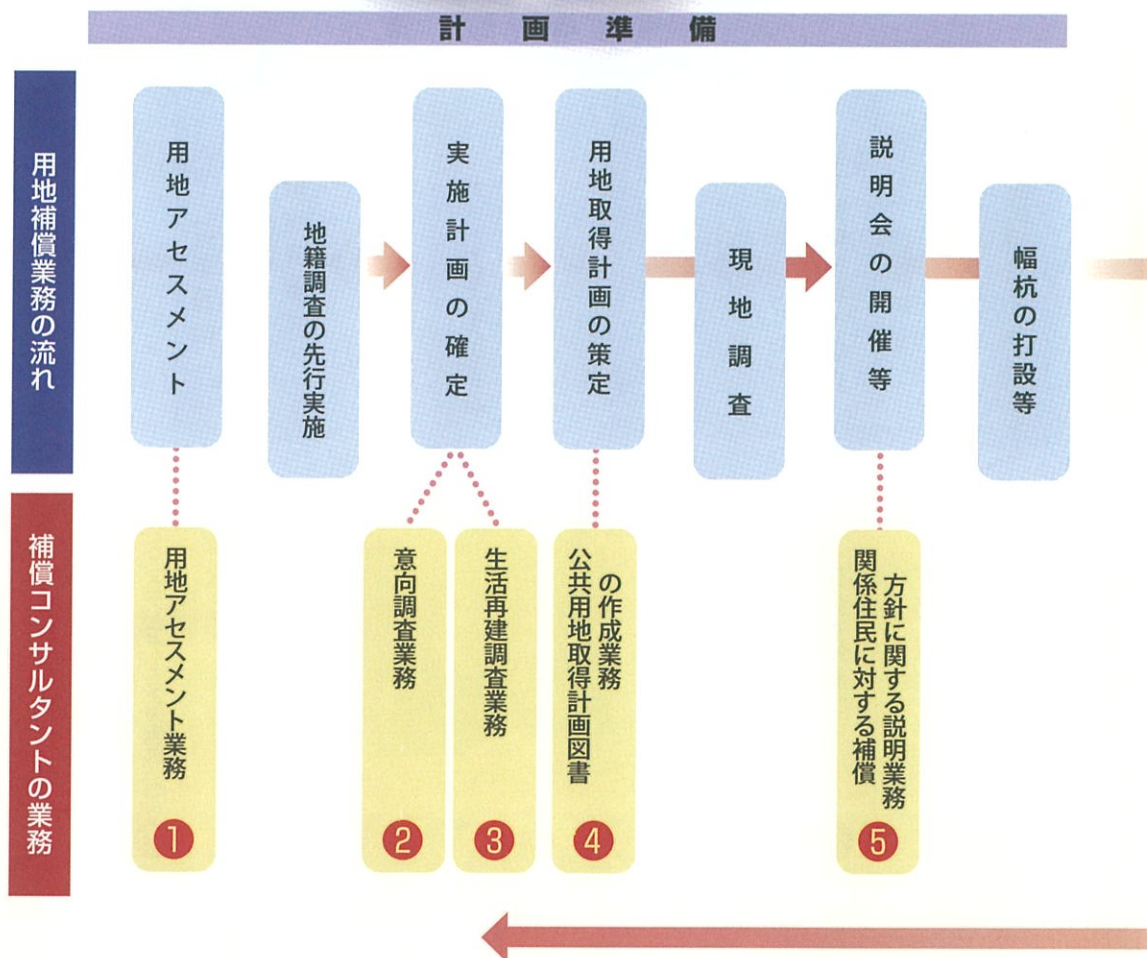 計画準備
用地補償業務の流れ
用地アセスメント
地籍調査の先行実施
実施計画の確定
用地取得計画の策定
現地調査
説明会の開催等
幅杭の打設等
補償コンサルタントの業務
用地アセスメント業務
1
意向調査業務
2
生活再建調査業務
3
公共用地取得計画図書
の作成業務
4
関係住民に対する補償
方針に関する説明業務
5